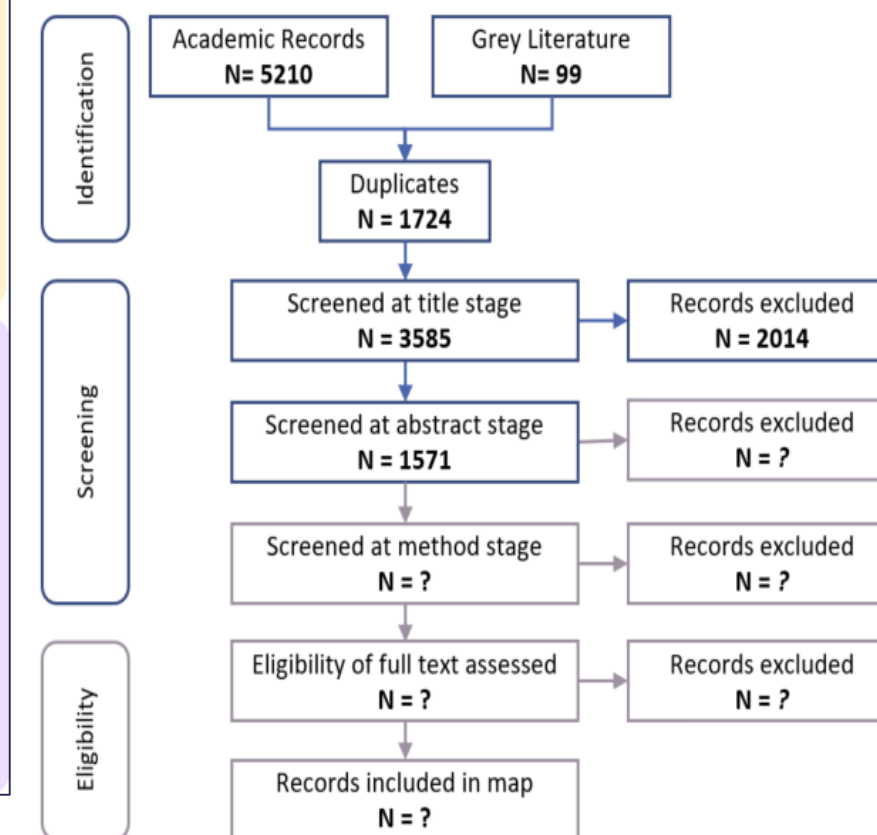 Identification
Academic Records
N= 5210
Grey Literature
N= 99
Duplicates
N = 1724
Screening
Screened at title stage
N = 3585
Records excluded
N = 2014
Screened at abstract stage
N = 1571
Records excluded
N = ?
Screened at method stage
N = ?
Records excluded
N = ?
Eligibility
Eligibility of full text assessed
N = ?
Records excluded
N = ?
Records included in map
N = ?